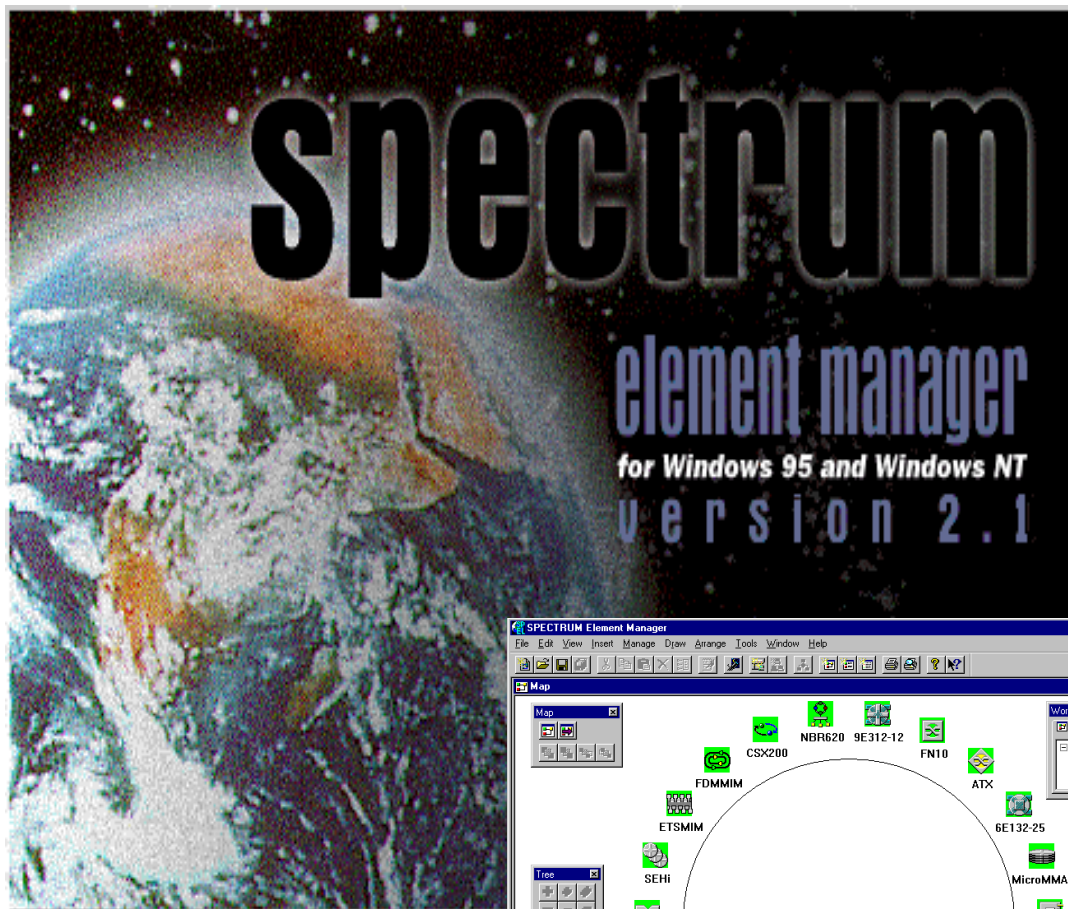 spectrum
element manager
for Windows 95 and Windows NT
version 2.1
SPECTRUM Element Manager
File Edit View Insert Manage Draw Arrange Tools Window Help
Map
Map
NBR620
9E312-12
CSX200
FN10
FDMMIM
ATX
ETSMIM
6E132-25
SEHi
MicroMMA
Tree